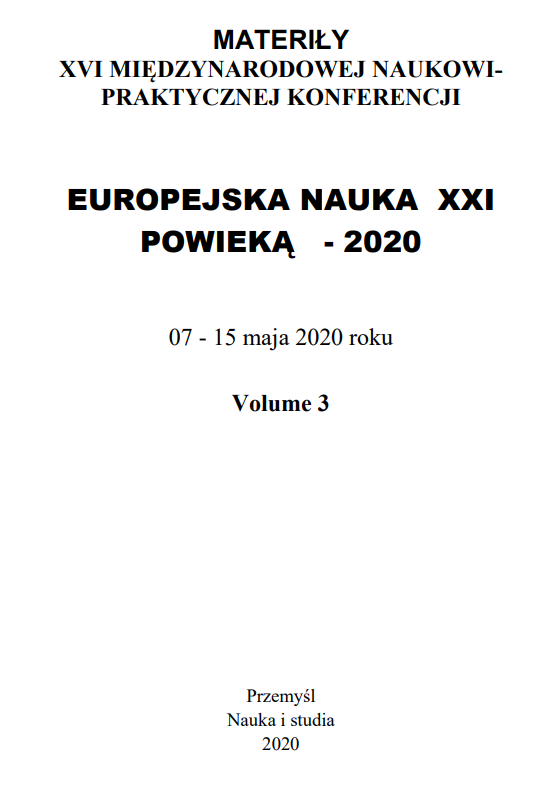 MATERIŁY
XVI MIĘDZYNARODOWEJ NAUKOWI-
PRAKTYCZNEJ KONFERENCJI
EUROPEJSKA NAUKA XXI
POWIEKĄ - 2020
07 - 15 maja 2020 roku
Volume 3
Przemyśl
Nauka i studia
2020